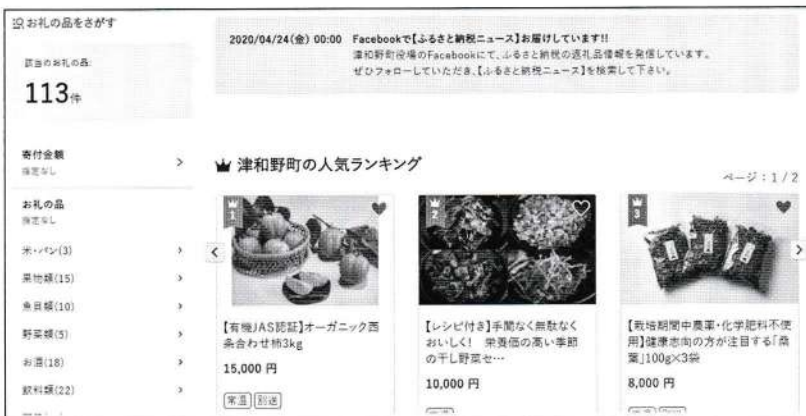 お礼の品をさがす
該当のお礼の品:
113件
寄付金額
指定なし
お礼の品
指定なし
米・パン(3)
果物類(15)
魚貝類(10)
野菜類(5)
お酒(18)
飲料類(22)
2020/04/24(金) 00:00 Facebookで【ふるさと納税ニュース】お届けしています!!
津和野町役場のFacebookにて、ふるさと納税の返礼品情報を発信しています。
ぜひフォローしていただき、【ふるさと納税ニュース】を検索して下さい。
津和野町の人気ランキング
ページ:1/2
1
【有機JAS認証】オーガニック西
条合わせ柿3kg
15,000 円
常温 別送
2
【レシピ付き】手間なく無駄なく
おいしく! 栄養価の高い季節
の干し野菜セ…
10,000 円
3
【栽培期間中農薬・化学肥料不使
用】健康志向の方が注目する「桑
葉」100g×3袋
8,000 円